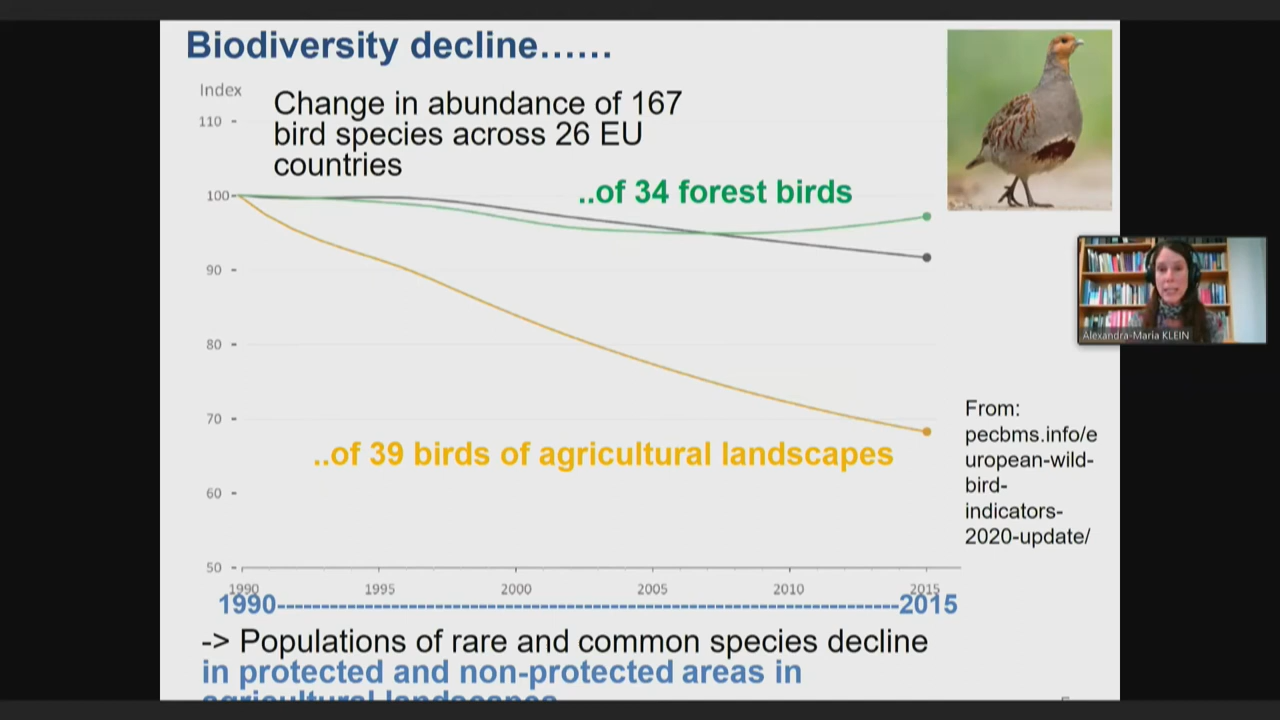 Biodiversity decline......
Index
Change in abundance of 167
bird species across 26 EU
countries
110
100
..of 34 forest birds
90
80
70
..of 39 birds of agricultural landscapes
60
50
1990 1995 2000 2005 2010 2015
1990--------------------------------------------------------------------2015
From:
pecbms.info/e
uropean-wild-
bird-
indicators-
2020-update/
Alexandra-Maria KLEIN
-> Populations of rare and common species decline
in protected and non-protected areas in
agricultural landscapes